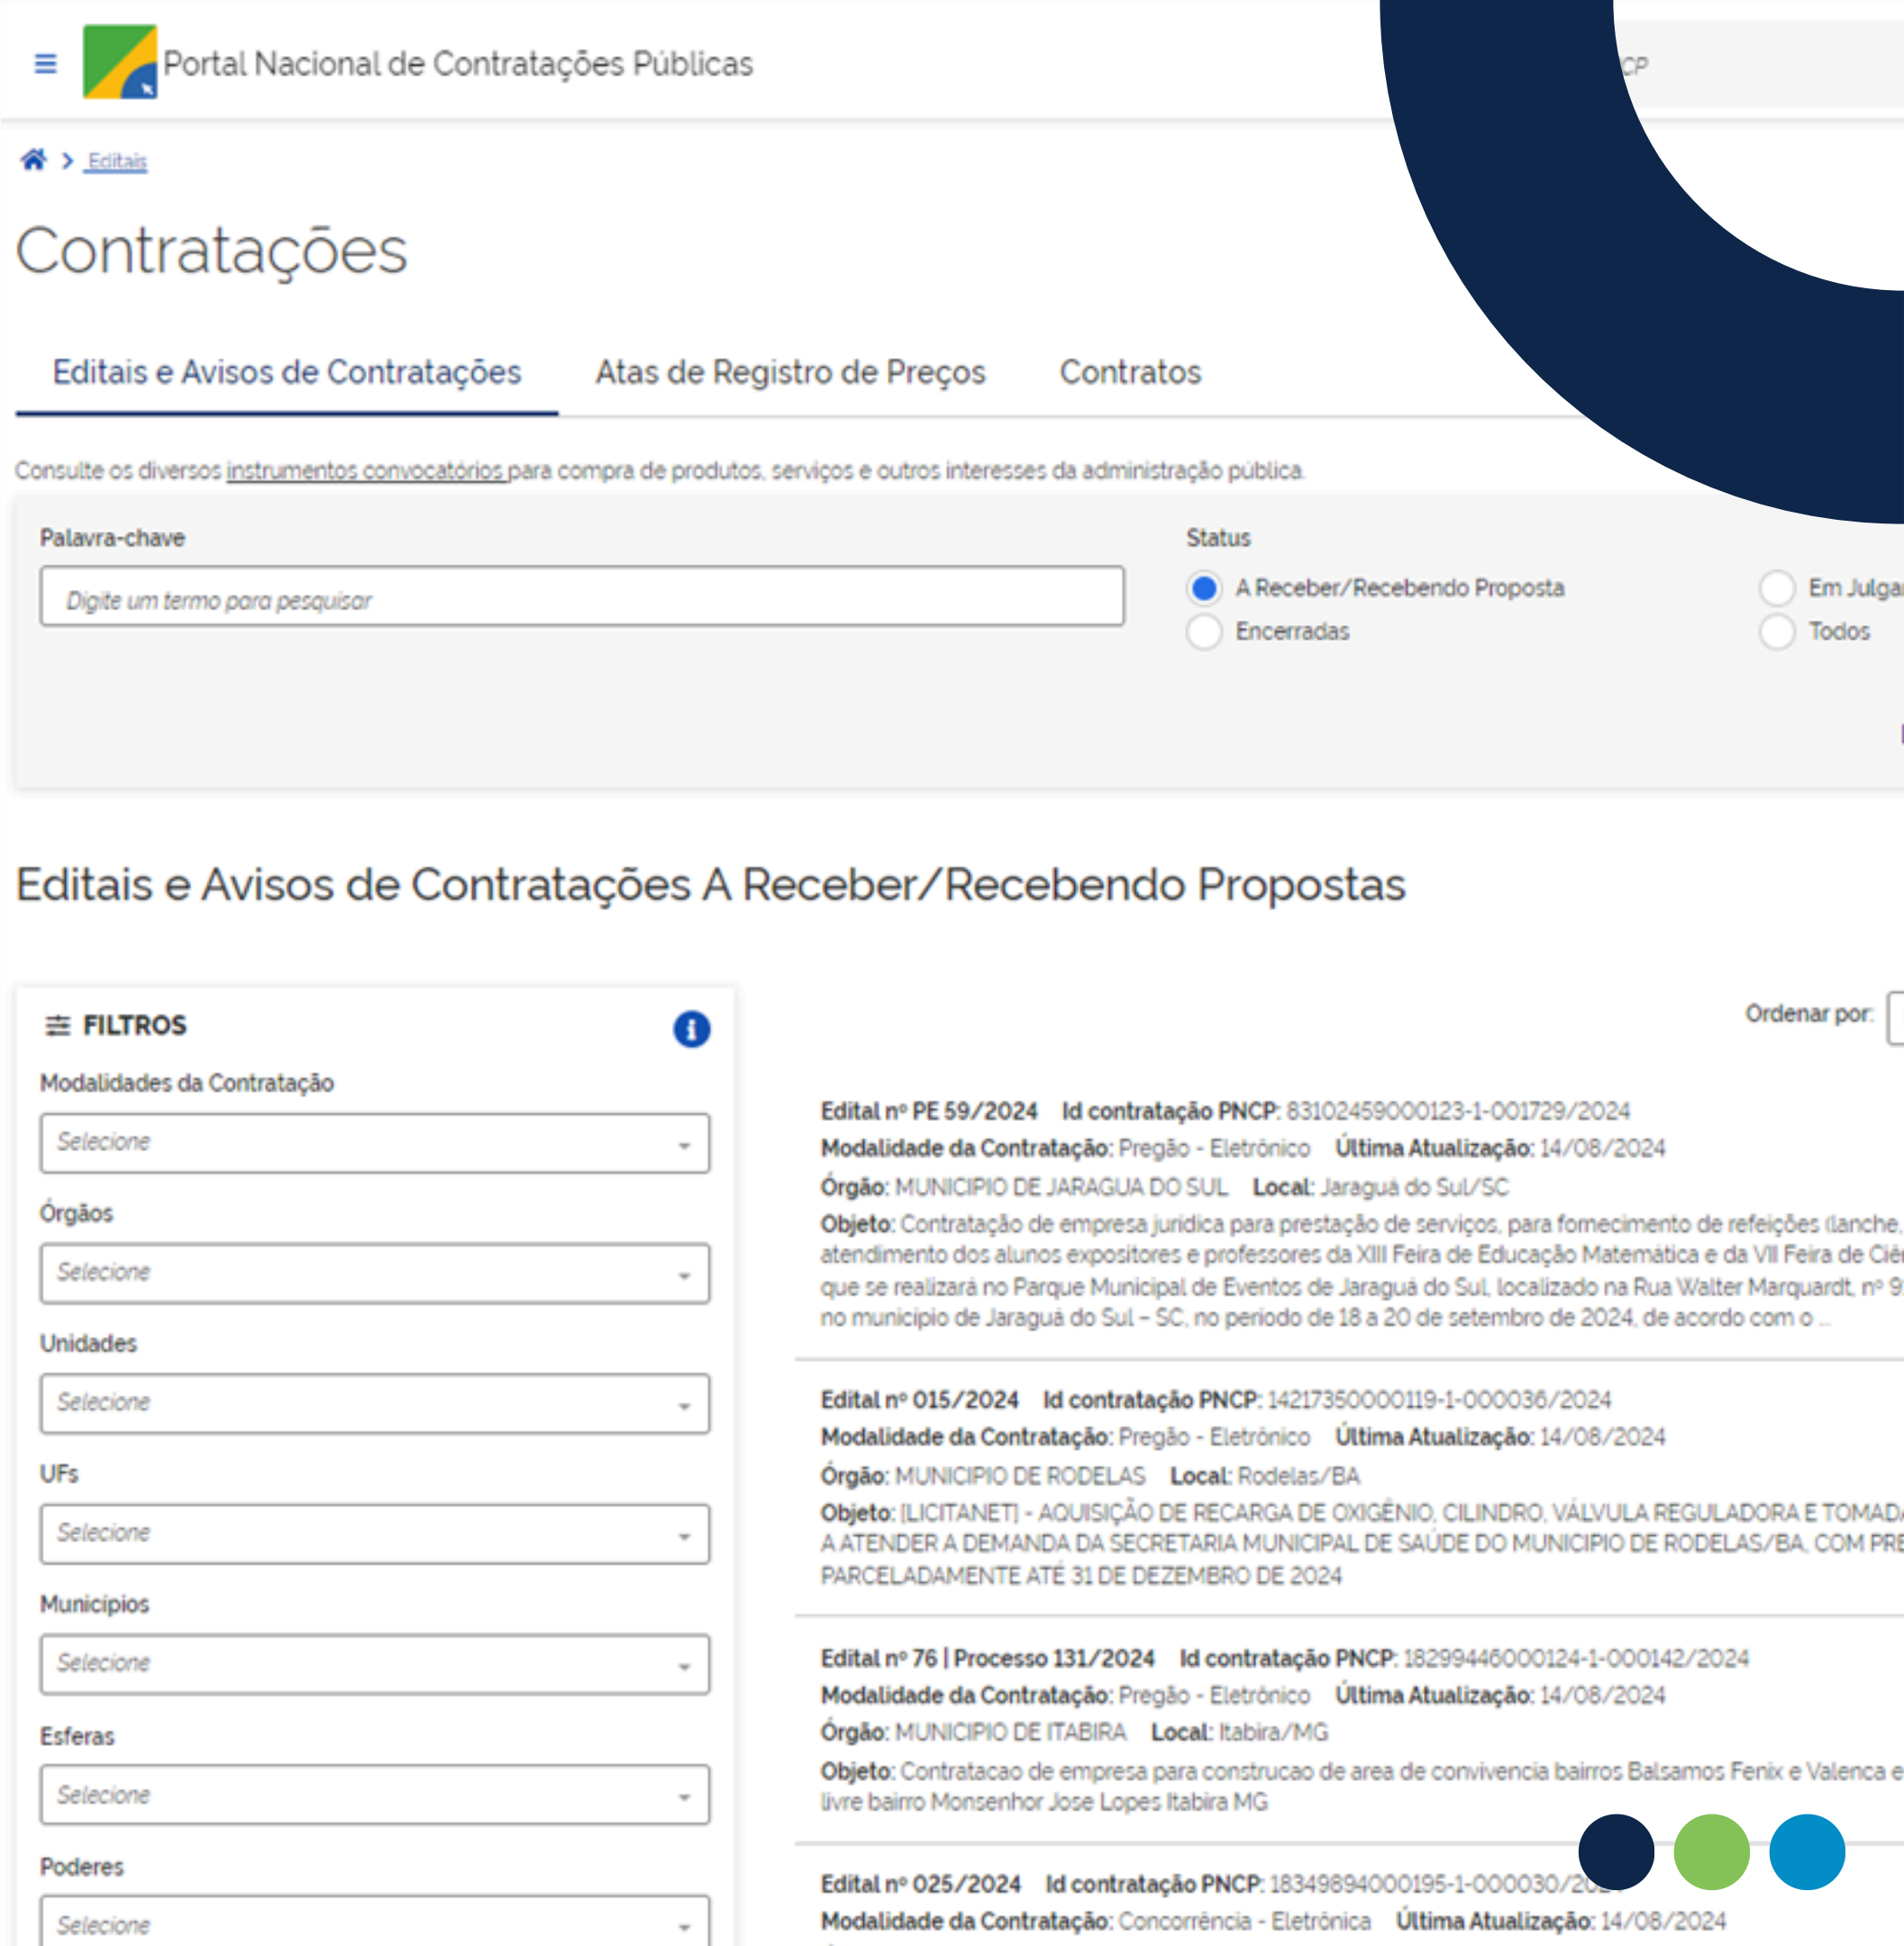 Portal Nacional de Contratações Públicas
CP
Editais
Contratações
Editais e Avisos de Contratações Atas de Registro de Preços Contratos
Consulte os diversos instrumentos convocatórios para compra de produtos, serviços e outros interesses da administração pública.
Palavra-chave
Digite um termo para pesquisar
Status
A Receber/Recebendo Proposta
Em Julgar
Encerradas
Todos
Editais e Avisos de Contratações A Receber/Recebendo Propostas
FILTROS
Modalidades da Contratação
Selecione
Órgãos
Selecione
Unidades
Selecione
UFs
Selecione
Municípios
Selecione
Esferas
Selecione
Poderes
Selecione
Ordenar por:
Edital nº PE 59/2024 Id contratação PNCP: 83102459000123-1-001729/2024
Modalidade da Contratação: Pregão - Eletrônico Última Atualização: 14/08/2024
Órgão: MUNICIPIO DE JARAGUA DO SUL Local: Jaraguá do Sul/SC
Objeto: Contratação de empresa jurídica para prestação de serviços, para fornecimento de refeições (lanche,
atendimento dos alunos expositores e professores da XIII Feira de Educação Matemática e da VII Feira de Ciê
que se realizará no Parque Municipal de Eventos de Jaraguá do Sul, localizado na Rua Walter Marquardt, nº 9
no município de Jaraguá do Sul – SC, no período de 18 a 20 de setembro de 2024, de acordo com o ...
Edital nº 015/2024 Id contratação PNCP: 14217350000119-1-000036/2024
Modalidade da Contratação: Pregão - Eletrônico Última Atualização: 14/08/2024
Órgão: MUNICIPIO DE RODELAS Local: Rodelas/BA
Objeto: [LICITANET] - AQUISIÇÃO DE RECARGA DE OXIGÊNIO, CILINDRO, VÁLVULA REGULADORA E TOMADA
A ATENDER A DEMANDA DA SECRETARIA MUNICIPAL DE SAÚDE DO MUNICIPIO DE RODELAS/BA, COM PRE
PARCELADAMENTE ATÉ 31 DE DEZEMBRO DE 2024
Edital nº 76 | Processo 131/2024 Id contratação PNCP: 18299446000124-1-000142/2024
Modalidade da Contratação: Pregão - Eletrônico Última Atualização: 14/08/2024
Órgão: MUNICIPIO DE ITABIRA Local: Itabira/MG
Objeto: Contratacao de empresa para construcao de area de convivencia bairros Balsamos Fenix e Valenca e
livre bairro Monsenhor Jose Lopes Itabira MG
Edital nº 025/2024 Id contratação PNCP: 18349894000195-1-000030/20
Modalidade da Contratação: Concorrência - Eletrônica Última Atualização: 14/08/2024